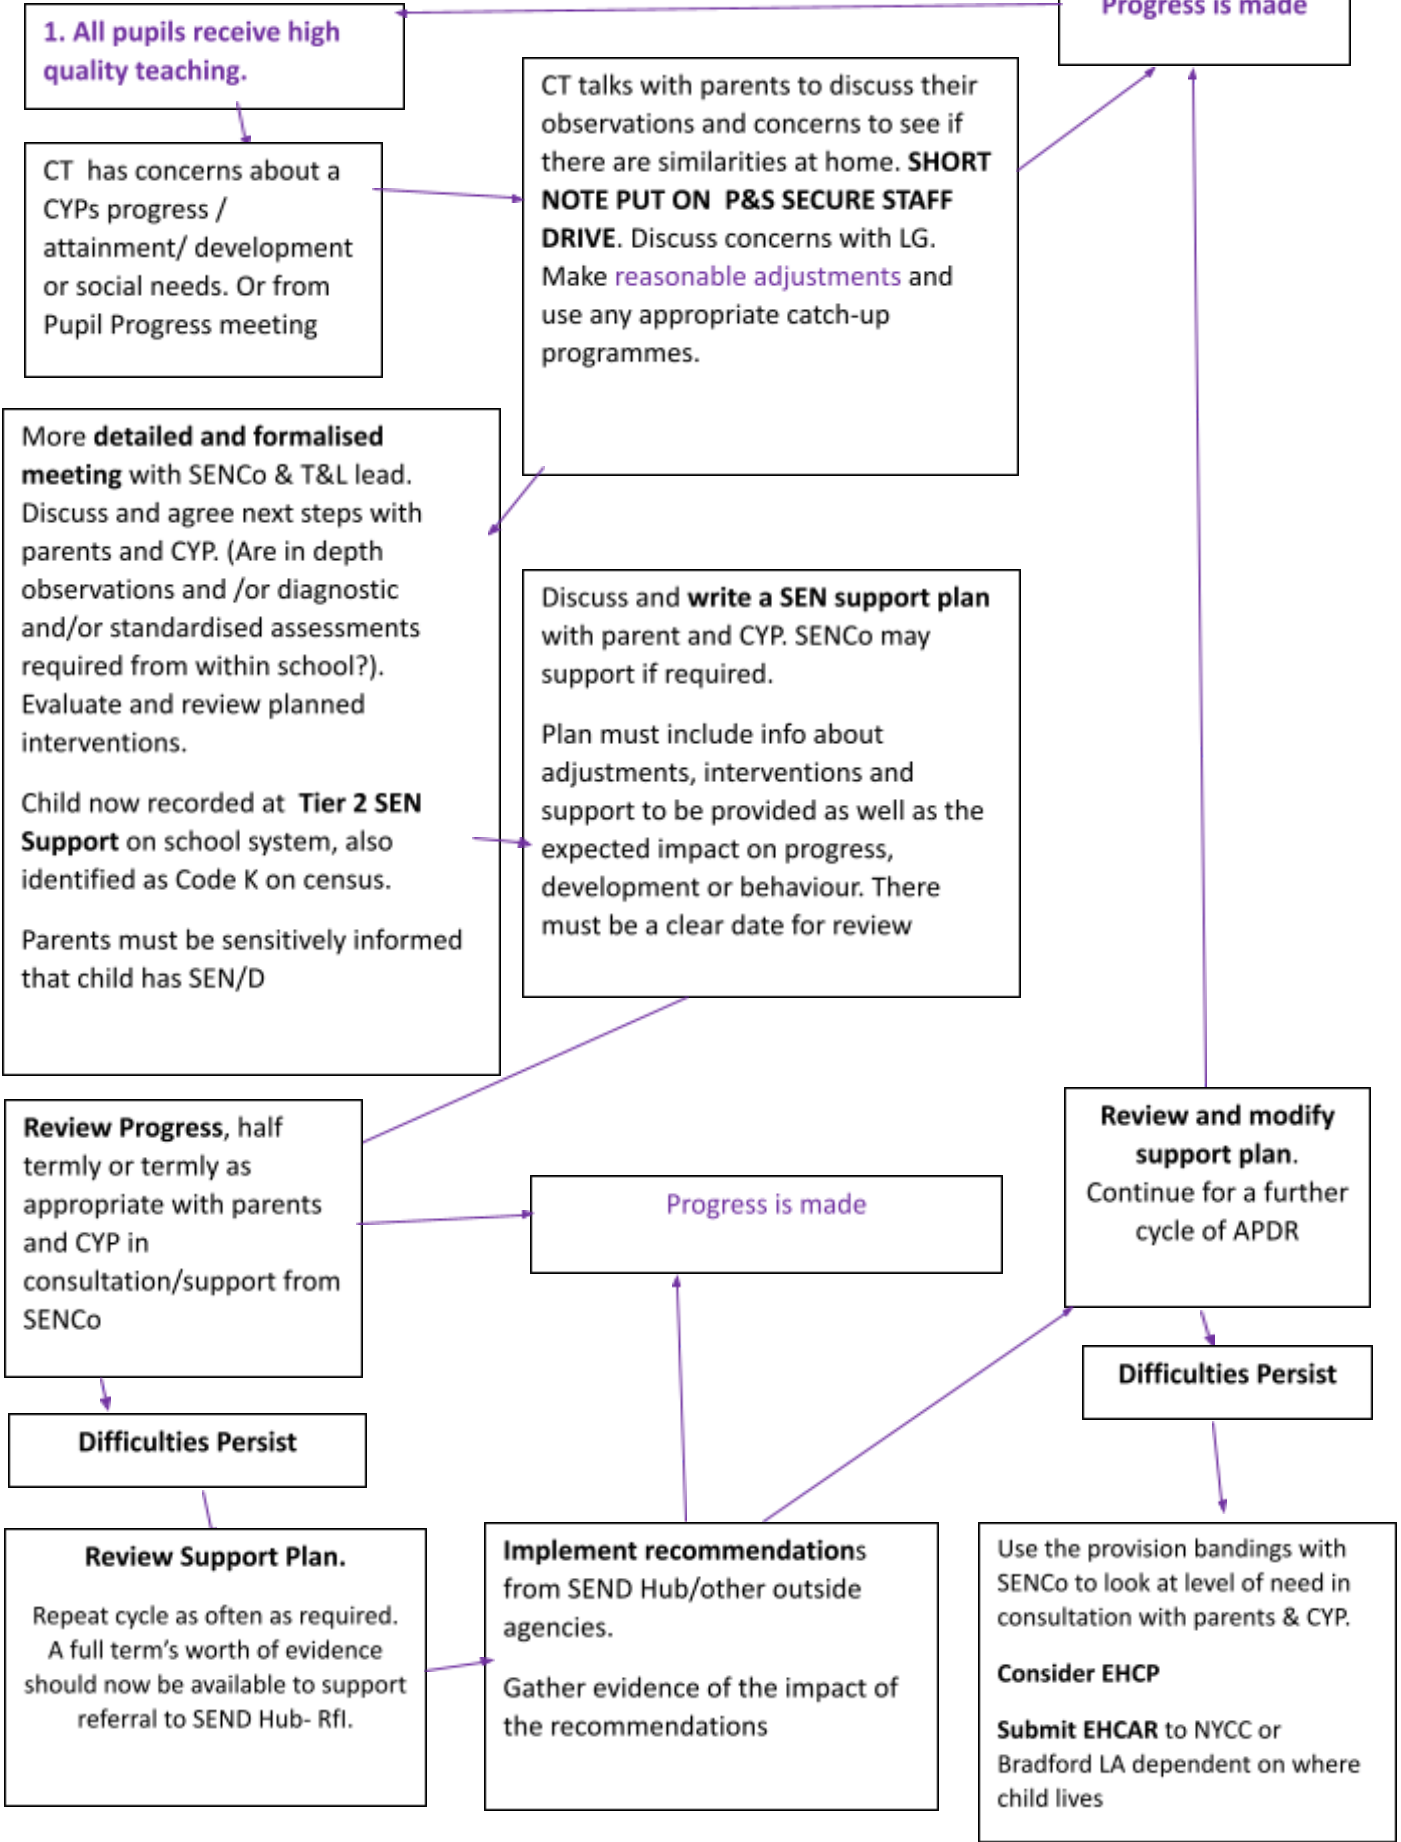 Progress is made
1. All pupils receive high
quality teaching.
CT talks with parents to discuss their
observations and concerns to see if
there are similarities at home. SHORT
NOTE PUT ON P&S SECURE STAFF
DRIVE. Discuss concerns with LG.
Make reasonable adjustments and
use any appropriate catch-up
programmes.
CT has concerns about a
CYPs progress /
attainment/ development
or social needs. Or from
Pupil Progress meeting
More detailed and formalised
meeting with SENCo & T&L lead.
Discuss and agree next steps with
parents and CYP. (Are in depth
observations and /or diagnostic
and/or standardised assessments
required from within school?).
Evaluate and review planned
interventions.
Child now recorded at Tier 2 SEN
Support on school system, also
identified as Code K on census.
Parents must be sensitively informed
that child has SEN/D
Discuss and write a SEN support plan
with parent and CYP. SENCo may
support if required.
Plan must include info about
adjustments, interventions and
support to be provided as well as the
expected impact on progress,
development or behaviour. There
must be a clear date for review
Review Progress, half
termly or termly as
appropriate with parents
and CYP in
consultation/support from
SENCo
Progress is made
Review and modify
support plan.
Continue for a further
cycle of APDR
Difficulties Persist
Difficulties Persist
Review Support Plan.
Repeat cycle as often as required.
A full term's worth of evidence
should now be available to support
referral to SEND Hub- RfI.
Implement recommendations
from SEND Hub/other outside
agencies.
Gather evidence of the impact of
the recommendations
Use the provision bandings with
SENCo to look at level of need in
consultation with parents & CYP.
Consider EHCP
Submit EHCAR to NYCC or
Bradford LA dependent on where
child lives